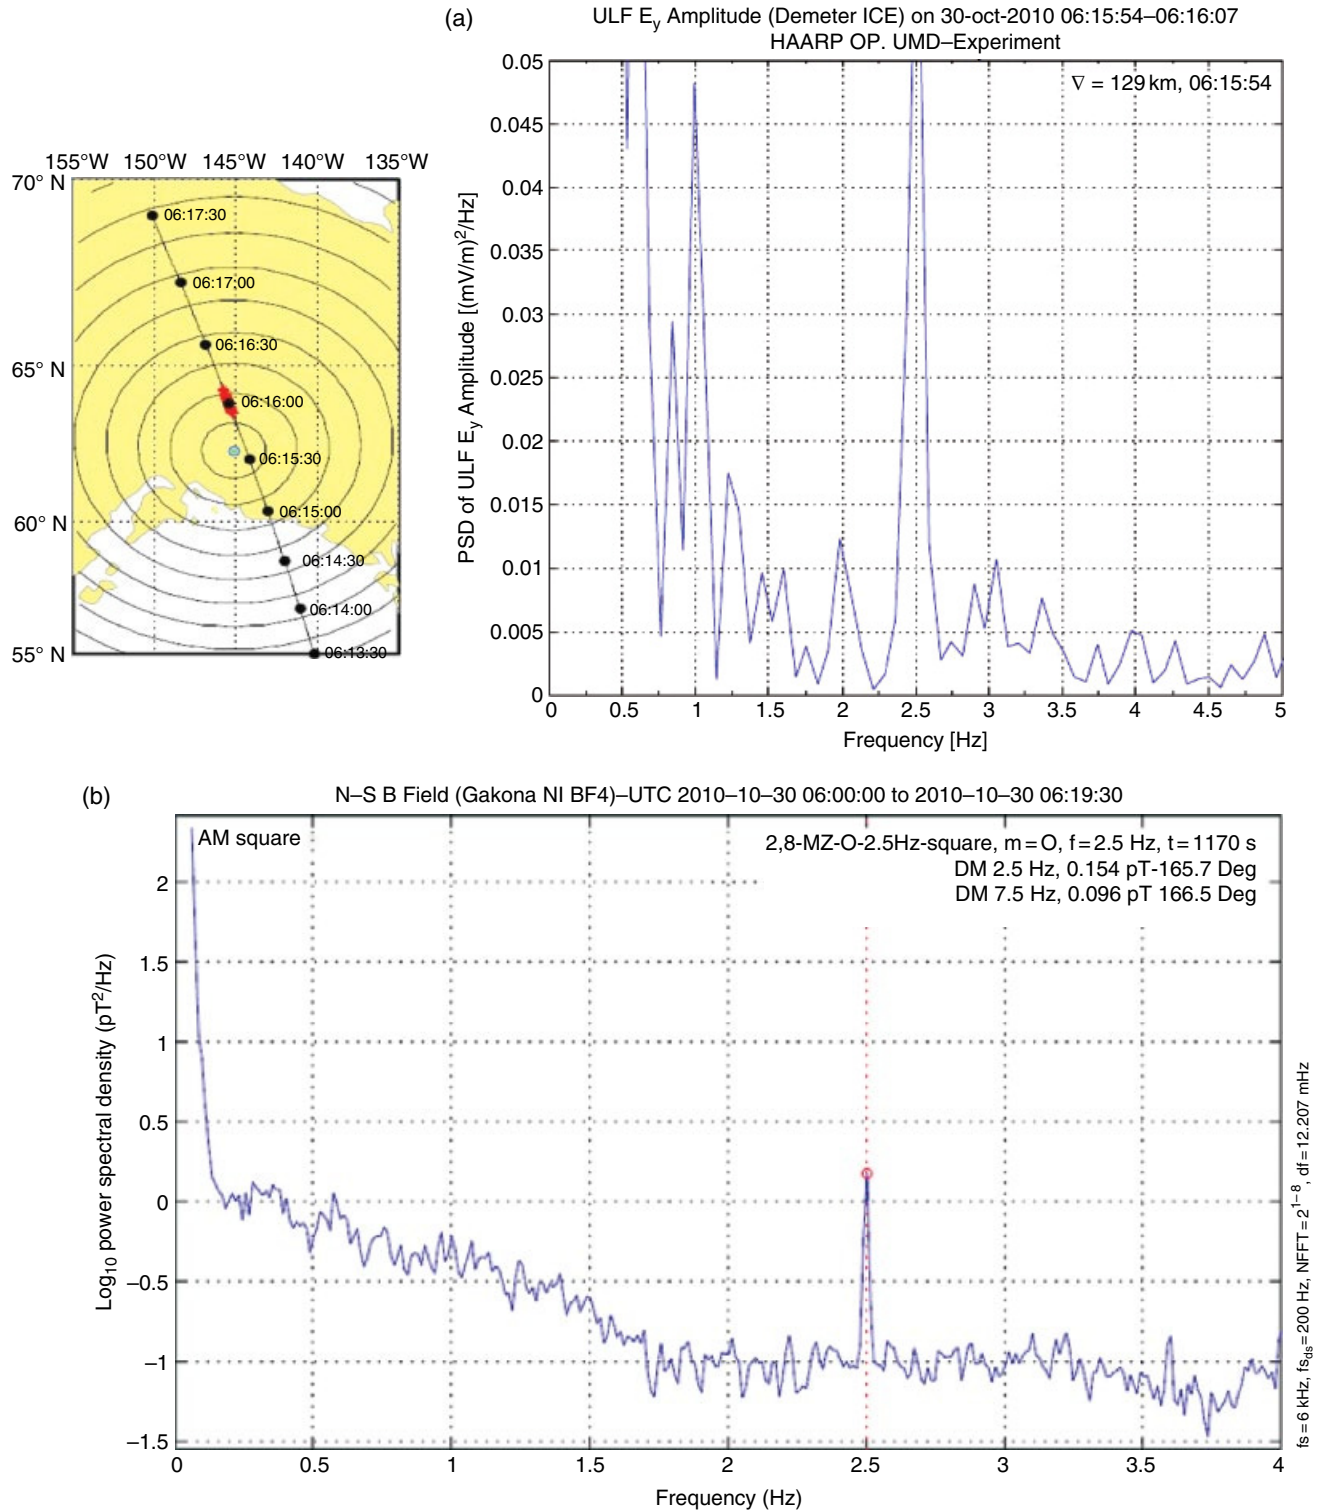 (a)
ULF Ey Amplitude (Demeter ICE) on 30-oct-2010 06:15:54–06:16:07
HAARP OP. UMD–Experiment
∇ = 129 km, 06:15:54
0.05
0.045
0.04
0.035
0.03
0.025
0.02
0.015
0.01
0.005
0
PSD of ULF Ey Amplitude [(mV/m)²/Hz]
0 0.5 1 1.5 2 2.5 3 3.5 4 4.5 5
Frequency [Hz]
155°W 150°W 145°W 140°W 135°W
70° N
65° N
60° N
55° N
06:17:30
06:17:00
06:16:30
06:16:00
06:15:30
06:15:00
06:14:30
06:14:00
06:13:30
(b)
N–S B Field (Gakona NI BF4)–UTC 2010–10–30 06:00:00 to 2010–10–30 06:19:30
AM square
2,8-MZ-O-2.5Hz-square, m=O, f=2.5 Hz, t=1170 s
DM 2.5 Hz, 0.154 pT-165.7 Deg
DM 7.5 Hz, 0.096 pT 166.5 Deg
2
1.5
1
0.5
0
−0.5
−1
−1.5
Log₁₀ power spectral density (pT²/Hz)
0 0.5 1 1.5 2 2.5 3 3.5 4
Frequency (Hz)
fs=6 kHz, fsds=200 Hz, NFFT=2¹⁻⁸, df=12.207 mHz